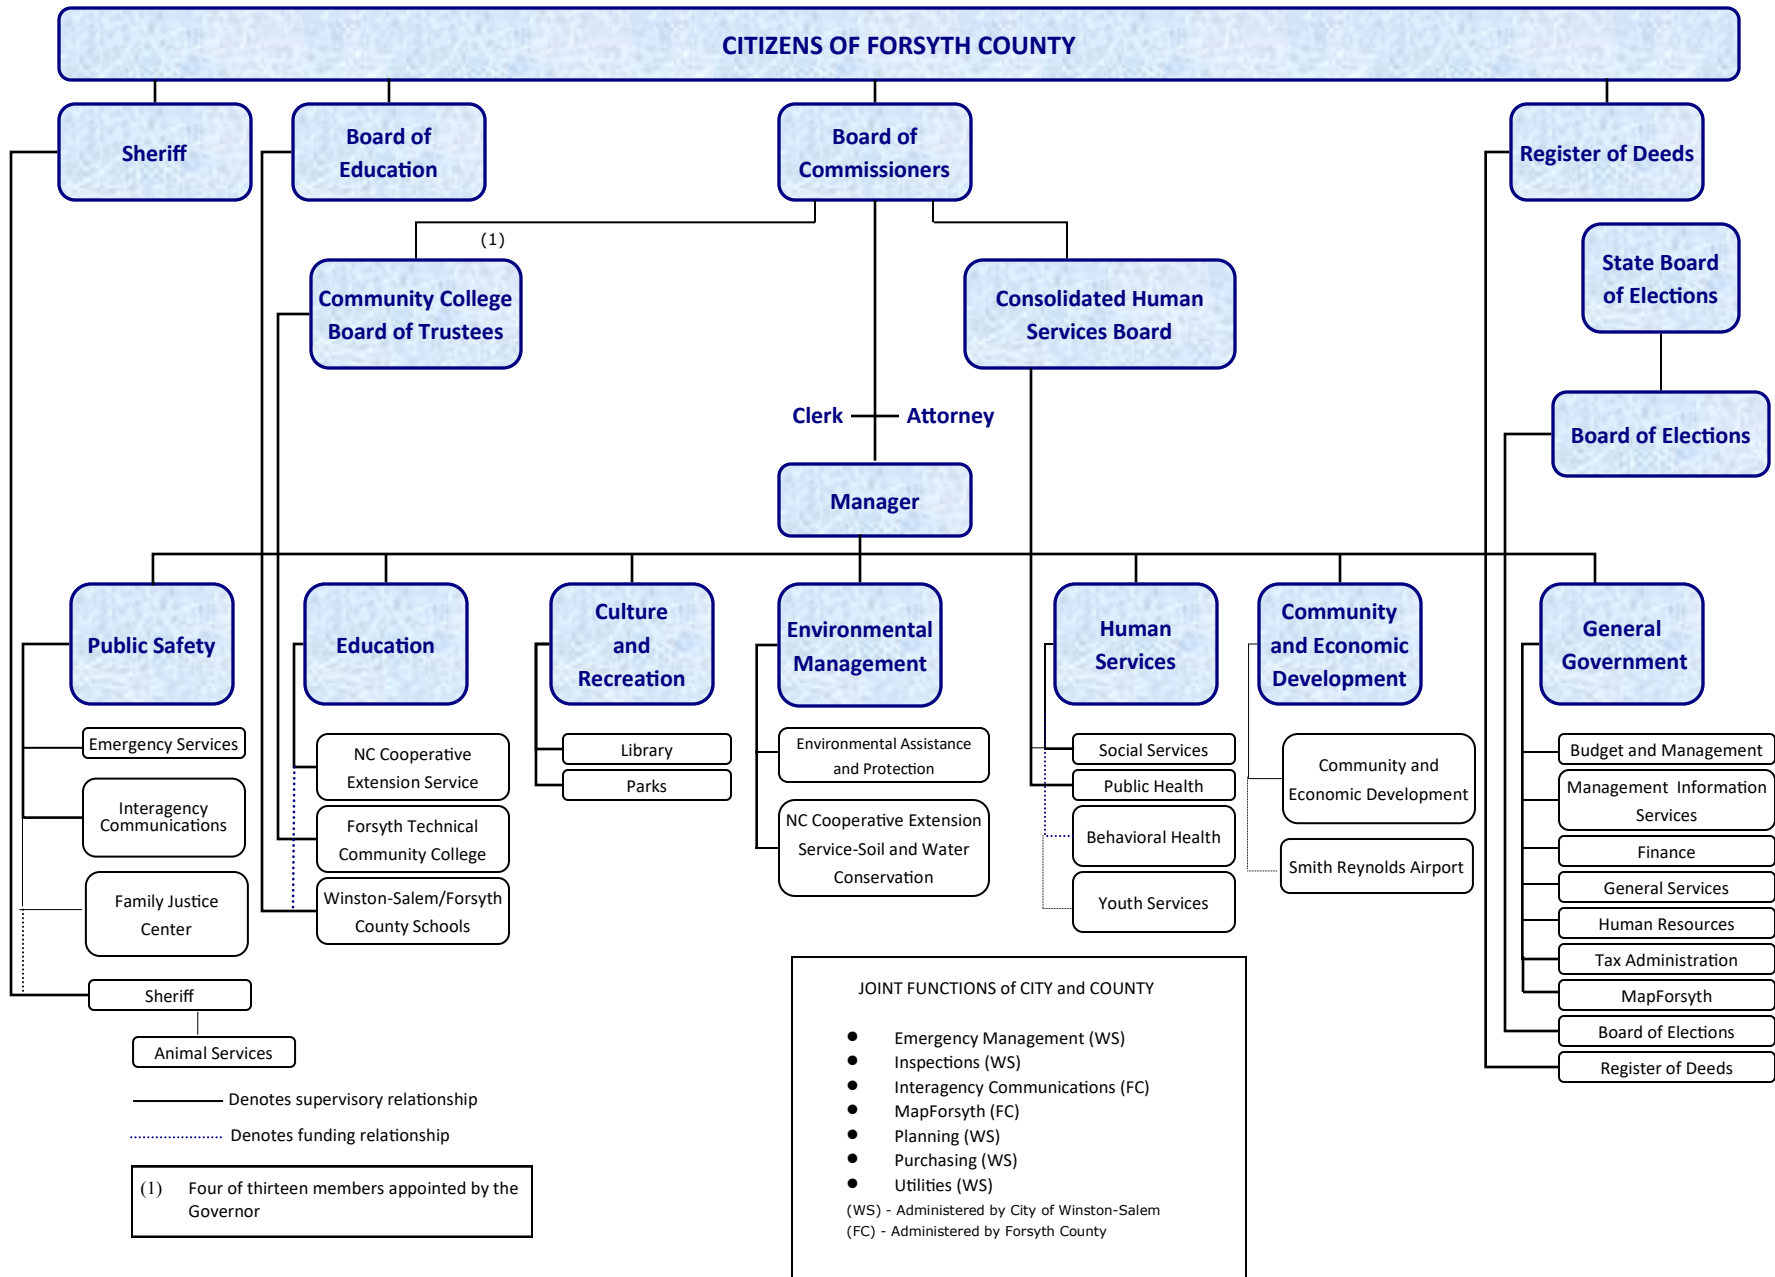 CITIZENS OF FORSYTH COUNTY
Sheriff
Board of
Education
Board of
Commissioners
Register of Deeds
(1)
State Board
of Elections
Community College
Board of Trustees
Consolidated Human
Services Board
Clerk
Attorney
Board of Elections
Manager
Public Safety
Education
Culture
and
Recreation
Environmental
Management
Human
Services
Community
and Economic
Development
General
Government
Emergency Services
Interagency
Communications
Family Justice
Center
Sheriff
Animal Services
NC Cooperative
Extension Service
Forsyth Technical
Community College
Winston-Salem/Forsyth
County Schools
Library
Parks
Environmental Assistance
and Protection
NC Cooperative Extension
Service-Soil and Water
Conservation
Social Services
Public Health
Behavioral Health
Youth Services
Community and
Economic Development
Smith Reynolds Airport
Budget and Management
Management Information
Services
Finance
General Services
Human Resources
Tax Administration
MapForsyth
Board of Elections
Register of Deeds
Denotes supervisory relationship
Denotes funding relationship
(1) Four of thirteen members appointed by the
Governor
JOINT FUNCTIONS of CITY and COUNTY
● Emergency Management (WS)
● Inspections (WS)
● Interagency Communications (FC)
● MapForsyth (FC)
● Planning (WS)
● Purchasing (WS)
● Utilities (WS)
(WS) - Administered by City of Winston-Salem
(FC) - Administered by Forsyth County